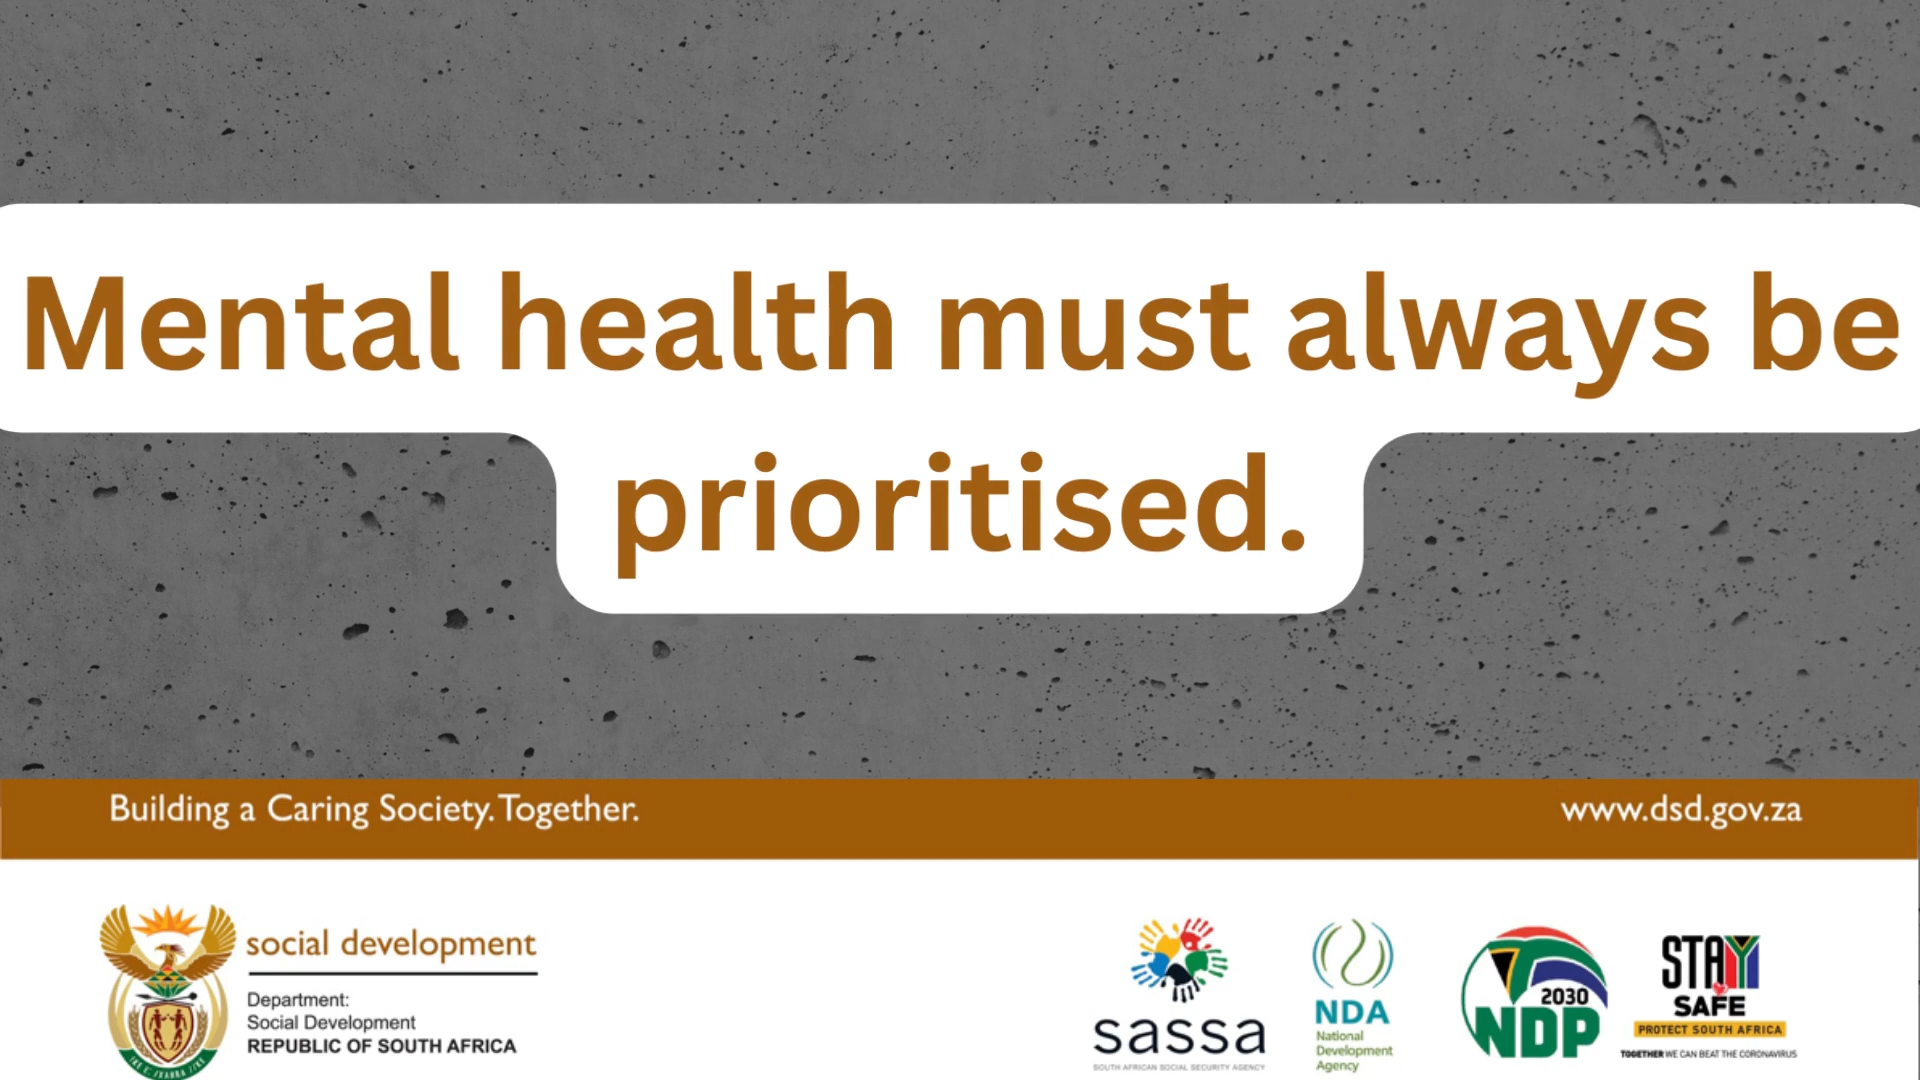 Mental health must always be
prioritised.
Building a Caring Society. Together.
www.dsd.gov.za
social development
Department:
Social Development
REPUBLIC OF SOUTH AFRICA
sassa
SOUTH AFRICAN SOCIAL SECURITY AGENCY
NDA
National
Development
Agency
2030
NDP
STAY
SAFE
PROTECT SOUTH AFRICA
TOGETHER WE CAN BEAT THE CORONAVIRUS